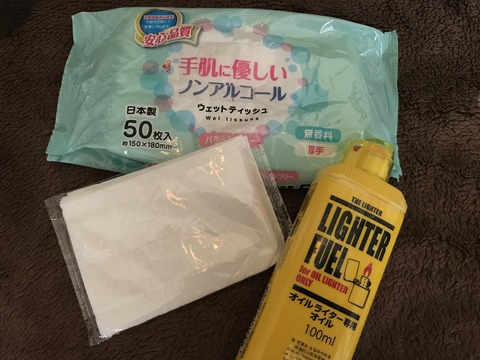 安心品質
手肌に優しい
ノンアルコール
ウェットティッシュ
Wet tissues
日本製
50枚入
約150×180mm
無香料
厚手
THE LIGHTER
LIGHTER
FUEL
for OIL LIGHTER
ONLY
オイルライター専用
オイル
100ml